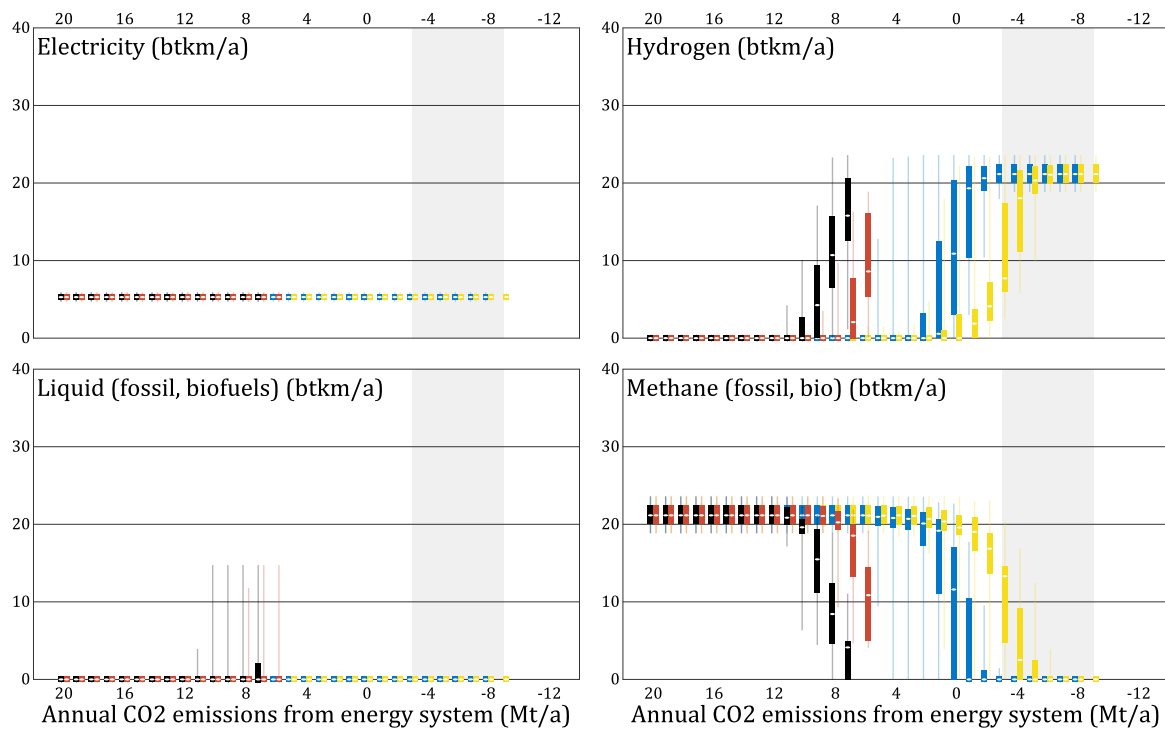 20 16 12 8 4 0 -4 -8 -12
20 16 12 8 4 0 -4 -8 -12
40 Electricity (btkm/a)
30
20
10
0
40 Hydrogen (btkm/a)
30
20
10
0
40 Liquid (fossil, biofuels) (btkm/a)
30
20
10
0
40 Methane (fossil, bio) (btkm/a)
30
20
10
0
20 16 12 8 4 0 -4 -8 -12
20 16 12 8 4 0 -4 -8 -12
Annual CO2 emissions from energy system (Mt/a)
Annual CO2 emissions from energy system (Mt/a)